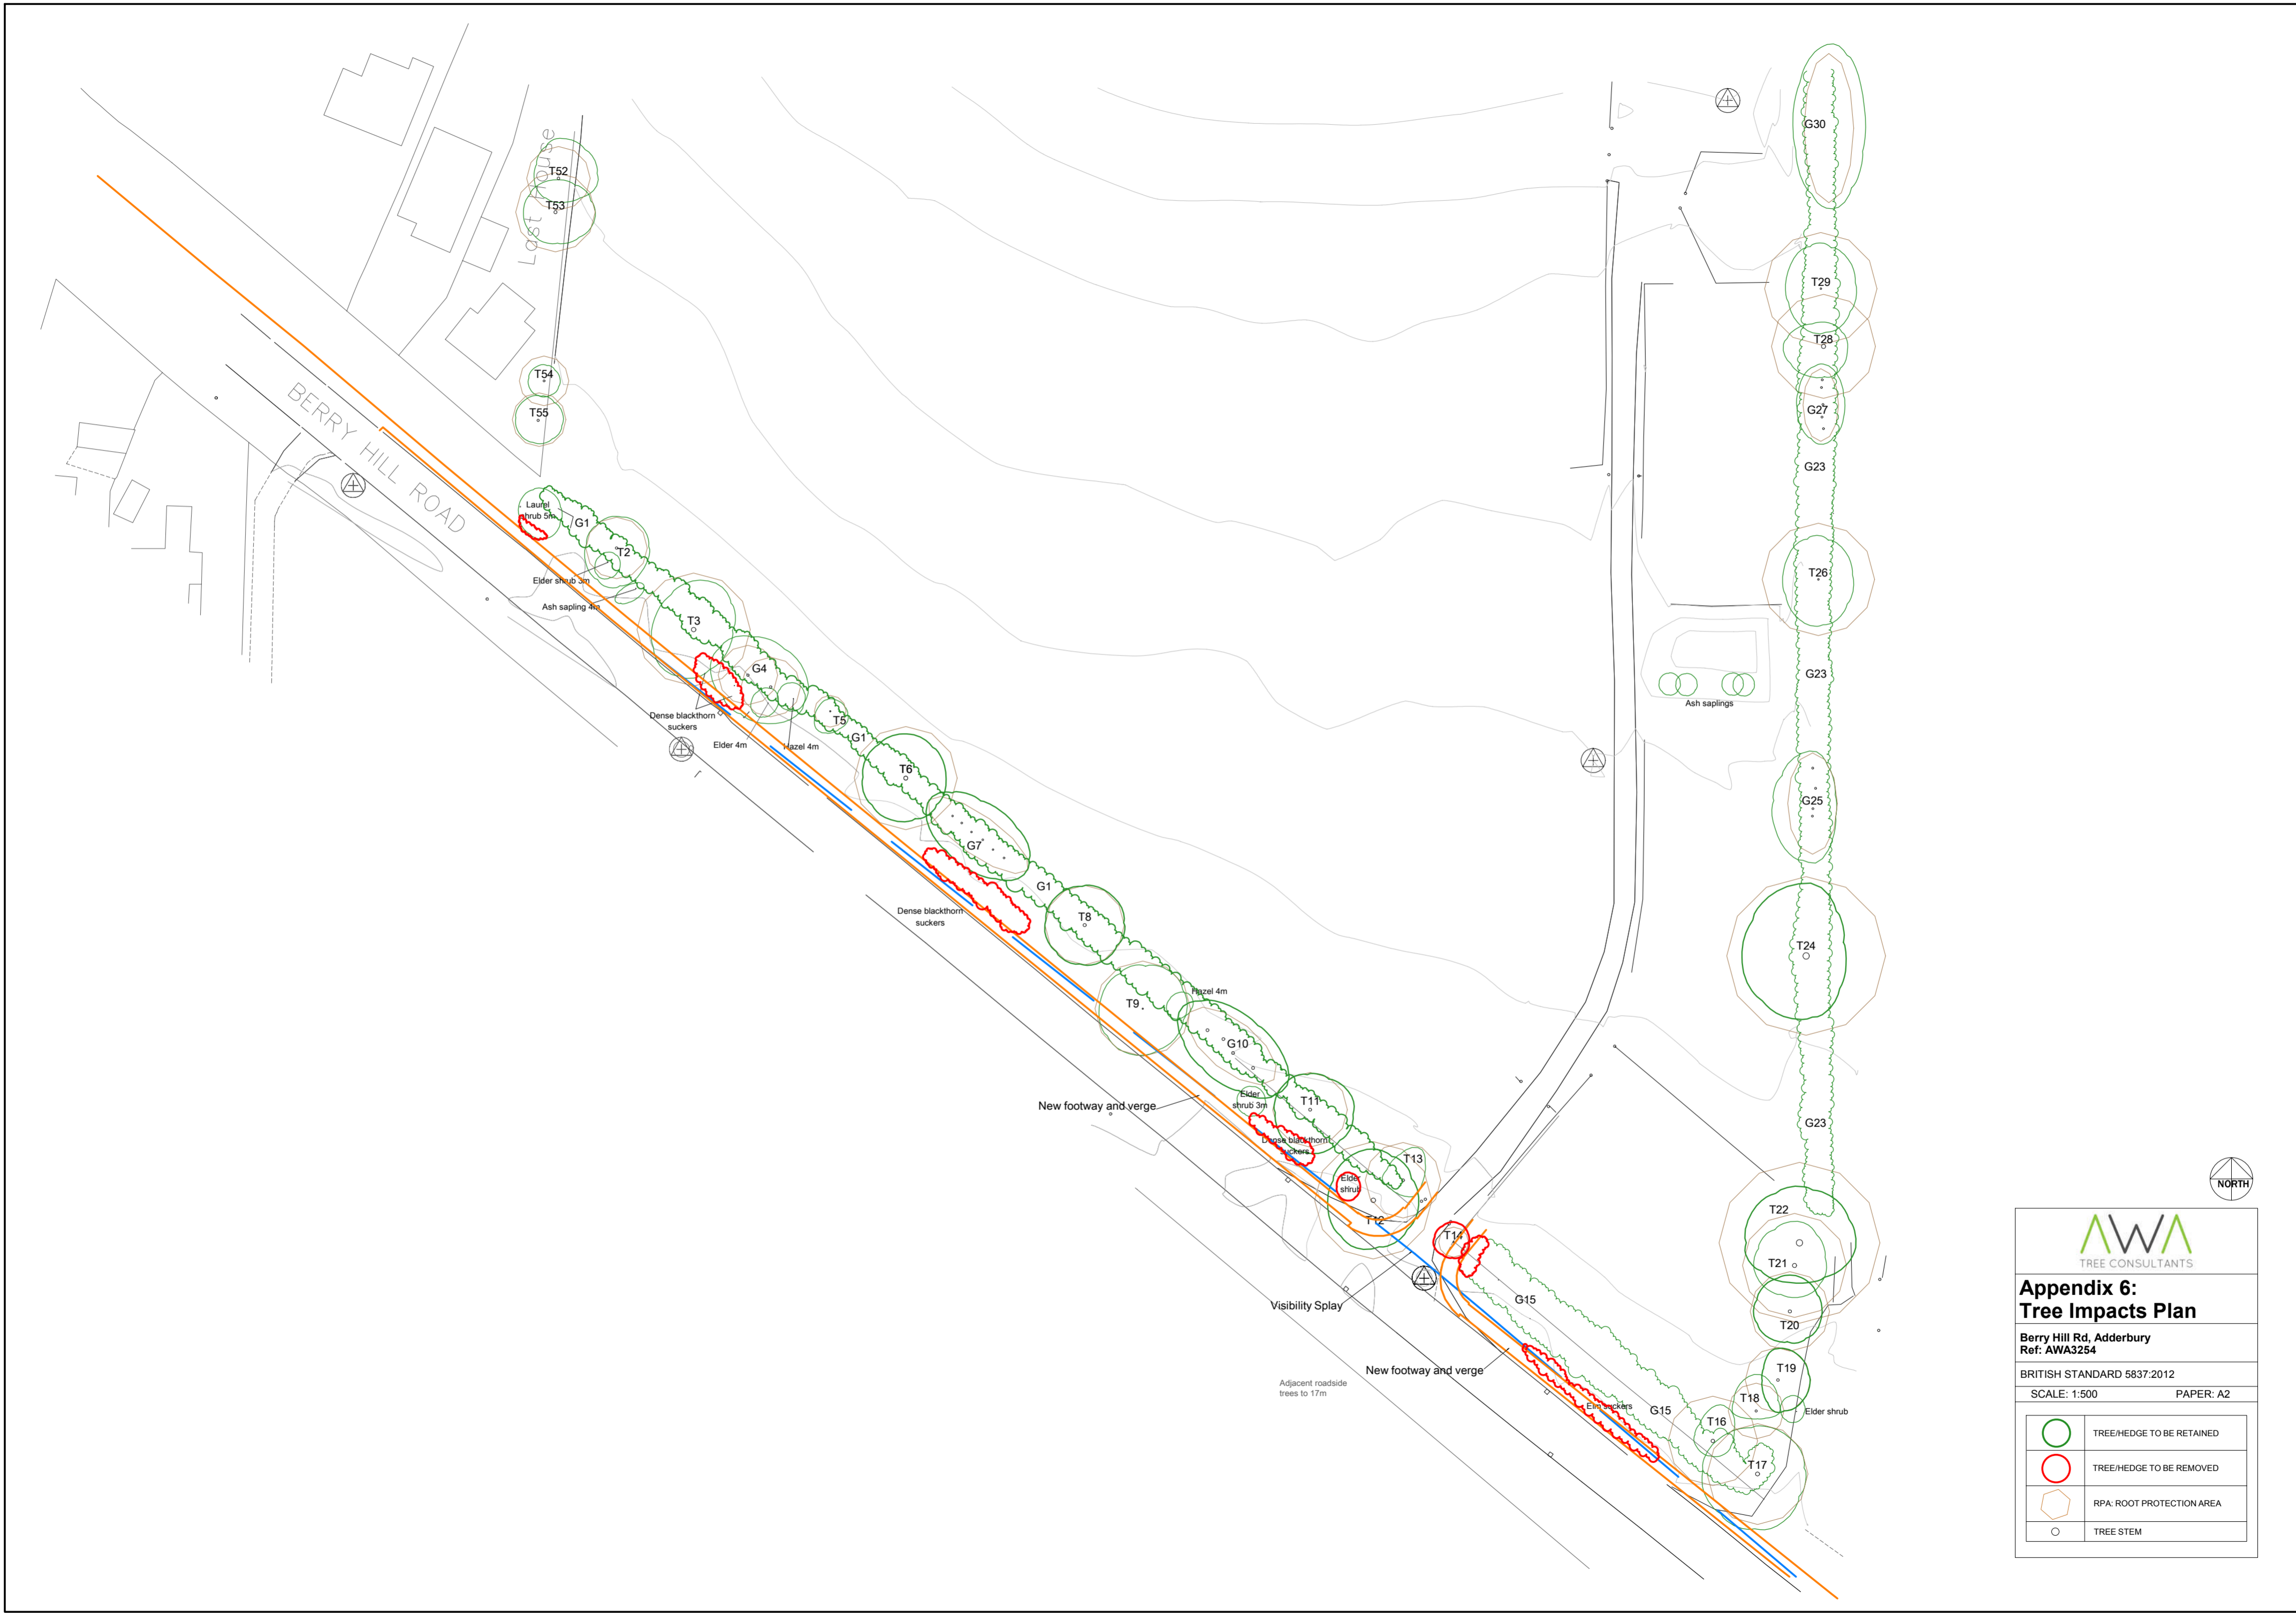 G30
Lost House
T52
T53
T29
T28
T54
T55
G27
BERRY HILL ROAD
G23
Laurel
shrub 5m
G1
T2
Elder shrub 3m
Ash sapling 4m
T26
T3
G4
G23
Ash saplings
Dense blackthorn
suckers
T5
G1
Elder 4m
Hazel 4m
T6
G25
G7
G1
Dense blackthorn
suckers
T8
T24
Hazel 4m
T9
G10
New footway and verge
Elder
shrub 3m
T11
G23
Dense blackthorn
suckers
T13
Elder
shrub
T12
T14
T22
T21
Visibility Splay
G15
T20
New footway and verge
Adjacent roadside
trees to 17m
T19
T18
Elm suckers
G15
T16
Elder shrub
T17
NORTH
AWA
TREE CONSULTANTS
Appendix 6:
Tree Impacts Plan
Berry Hill Rd, Adderbury
Ref: AWA3254
BRITISH STANDARD 5837:2012
SCALE: 1:500 PAPER: A2
TREE/HEDGE TO BE RETAINED
TREE/HEDGE TO BE REMOVED
RPA: ROOT PROTECTION AREA
TREE STEM